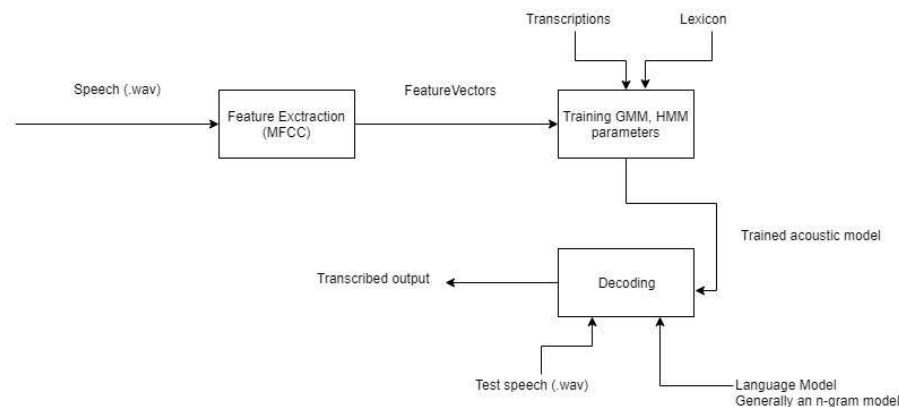 Transcriptions
Lexicon
Speech (.wav)
FeatureVectors
Feature Exctraction
(MFCC)
Training GMM, HMM
parameters
Trained acoustic model
Transcribed output
Decoding
Test speech (.wav)
Language Model
Generally an n-gram model